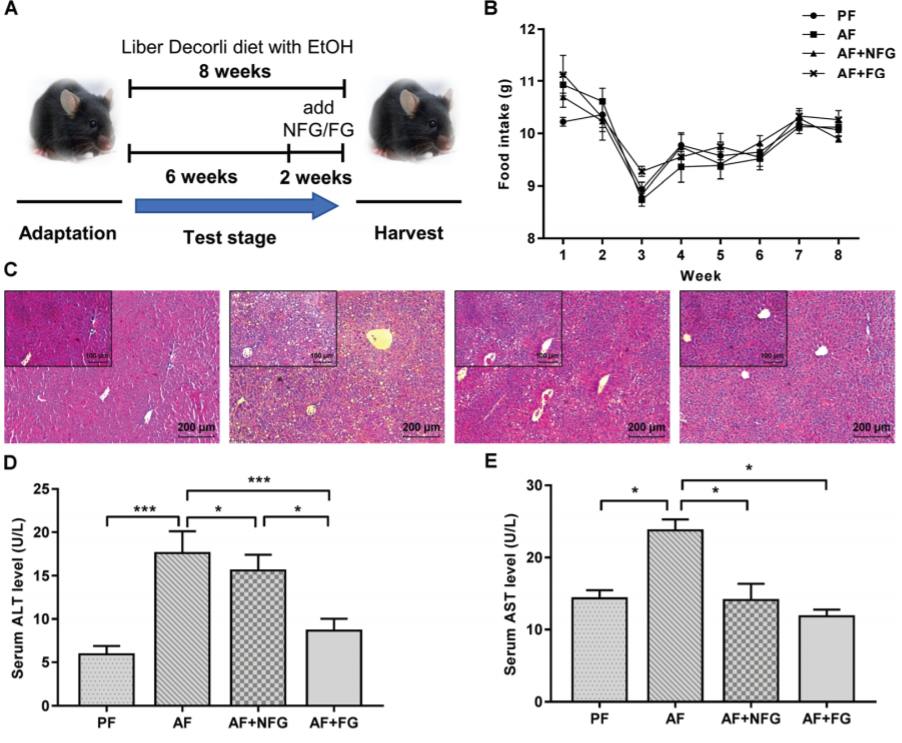 A
Liber Decorli diet with EtOH
8 weeks
add
NFG/FG
6 weeks
2 weeks
Adaptation
Test stage
Harvest
B
PF
AF
AF+NFG
AF+FG
Food intake (g)
12
11
10
9
8
1 2 3 4 5 6 7 8
Week
C
100 μm
200 μm
100 μm
200 μm
100 μm
200 μm
100 μm
200 μm
D
Serum ALT level (U/L)
25
20
15
10
5
0
***
***
*
*
PF AF AF+NFG AF+FG
E
Serum AST level (U/L)
30
20
10
0
*
*
*
PF AF AF+NFG AF+FG